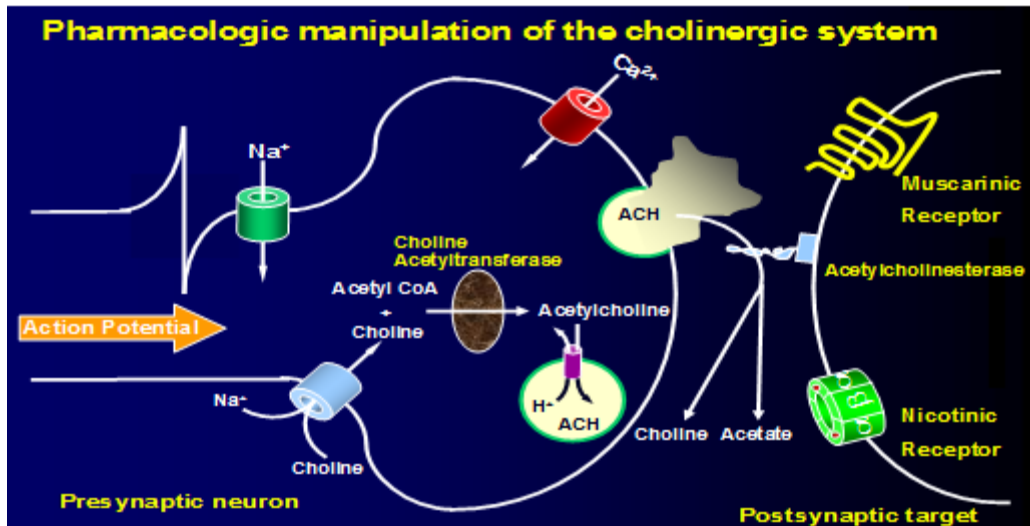 Pharmacologic manipulation of the cholinergic system
Ca2+
Na+
ACH
Muscarinic
Receptor
Choline
Acetyltransferase
Acetylcholinesterase
Acetyl CoA
+
Choline
Acetylcholine
Action Potential
H+
ACH
Na+
Choline
Choline Acetate
α β α
Nicotinic
Receptor
Presynaptic neuron
Postsynaptic target